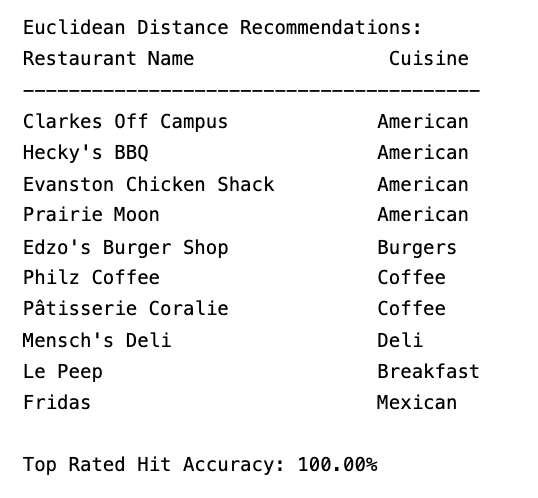 Euclidean Distance Recommendations:
Restaurant Name Cuisine
----------------------------------------
Clarkes Off Campus American
Hecky's BBQ American
Evanston Chicken Shack American
Prairie Moon American
Edzo's Burger Shop Burgers
Philz Coffee Coffee
Pâtisserie Coralie Coffee
Mensch's Deli Deli
Le Peep Breakfast
Fridas Mexican
Top Rated Hit Accuracy: 100.00%